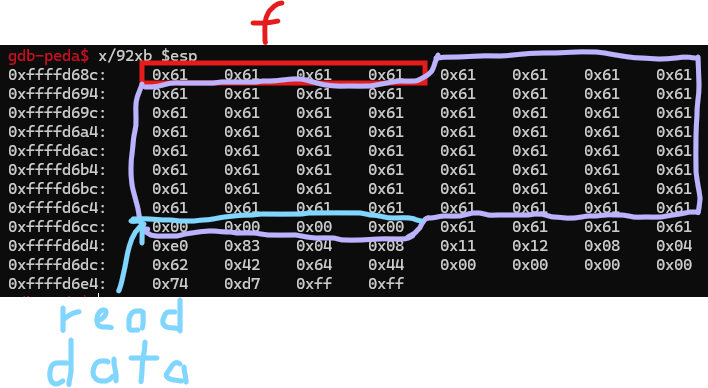 f
gdb-peda$ x/92xb $esp
0xffffd68c: 0x61 0x61 0x61 0x61 0x61 0x61 0x61 0x61
0xffffd694: 0x61 0x61 0x61 0x61 0x61 0x61 0x61 0x61
0xffffd69c: 0x61 0x61 0x61 0x61 0x61 0x61 0x61 0x61
0xffffd6a4: 0x61 0x61 0x61 0x61 0x61 0x61 0x61 0x61
0xffffd6ac: 0x61 0x61 0x61 0x61 0x61 0x61 0x61 0x61
0xffffd6b4: 0x61 0x61 0x61 0x61 0x61 0x61 0x61 0x61
0xffffd6bc: 0x61 0x61 0x61 0x61 0x61 0x61 0x61 0x61
0xffffd6c4: 0x61 0x61 0x61 0x61 0x61 0x61 0x61 0x61
0xffffd6cc: 0x00 0x00 0x00 0x00 0x61 0x61 0x61 0x61
0xffffd6d4: 0xe0 0x83 0x04 0x08 0x11 0x12 0x08 0x04
0xffffd6dc: 0x62 0x42 0x64 0x44 0x00 0x00 0x00 0x00
0xffffd6e4: 0x74 0xd7 0xff 0xff
read
data